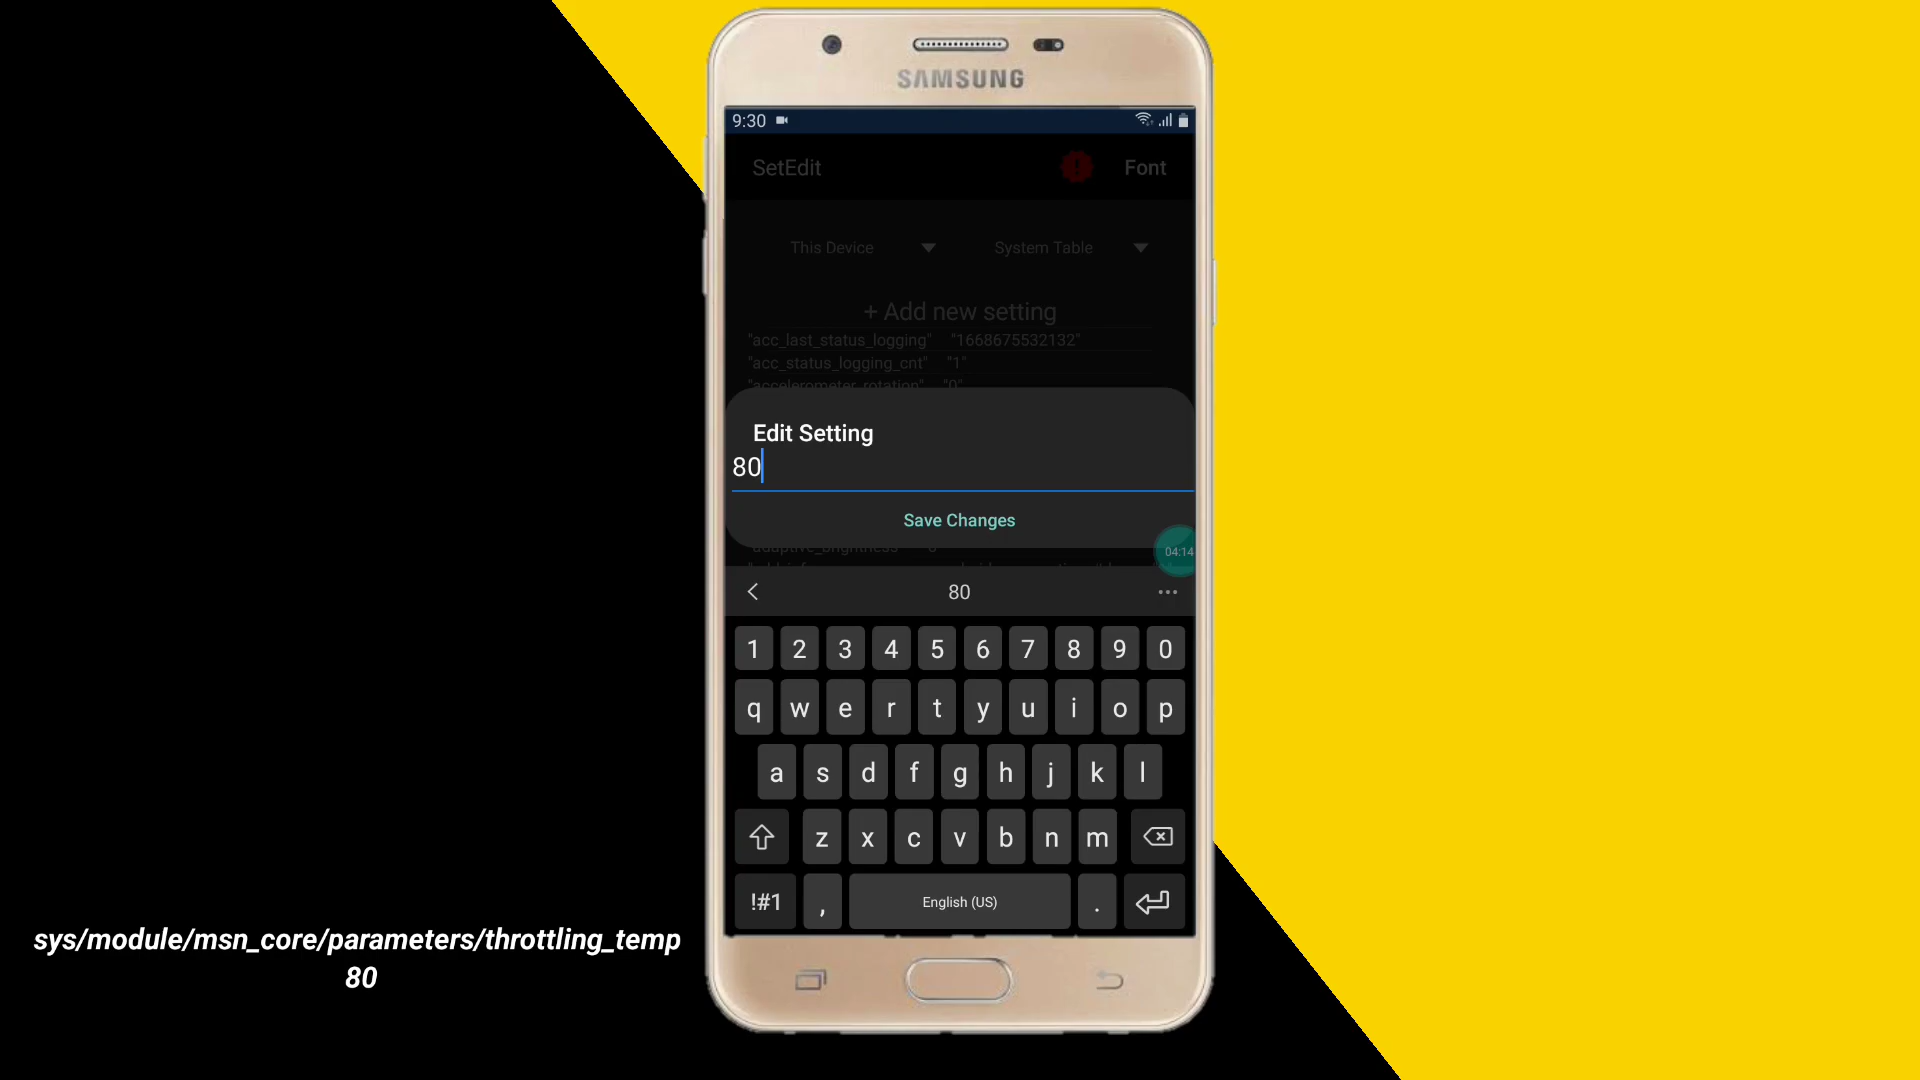 SAMSUNG
9:30
SetEdit
! Font
This Device System Table
+ Add new setting
"acc_last_status_logging" "1668675532132"
"acc_status_logging_cnt" "1"
"accelerometer_rotation" "0"
Edit Setting
80
Save Changes
04:14
80
1 2 3 4 5 6 7 8 9 0
q w e r t y u i o p
a s d f g h j k l
z x c v b n m
!#1 , English (US) .
sys/module/msn_core/parameters/throttling_temp
80